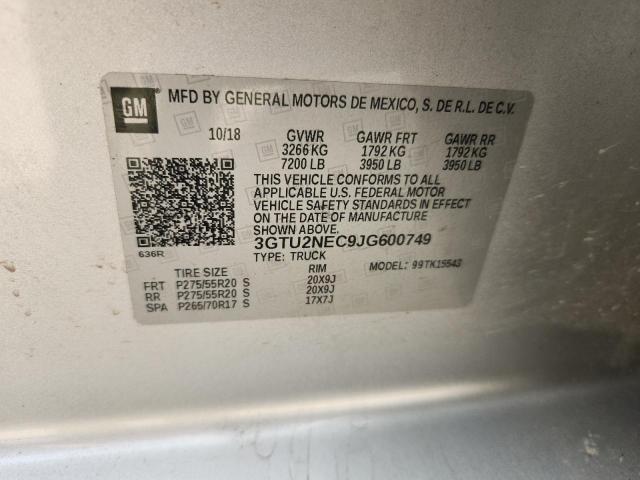 GM MFD BY GENERAL MOTORS DE MEXICO, S. DE R.L. DE C.V.
10/18 GVWR GAWR FRT GAWR RR
3266 KG 1792 KG 1792 KG
7200 LB 3950 LB 3950 LB
THIS VEHICLE CONFORMS TO ALL
APPLICABLE U.S. FEDERAL MOTOR
VEHICLE SAFETY STANDARDS IN EFFECT
ON THE DATE OF MANUFACTURE
SHOWN ABOVE.
636R 3GTU2NEC9JG600749
TYPE: TRUCK MODEL: 99TK15543
TIRE SIZE RIM
FRT P275/55R20 S 20X9J
RR P275/55R20 S 20X9J
SPA P265/70R17 S 17X7J